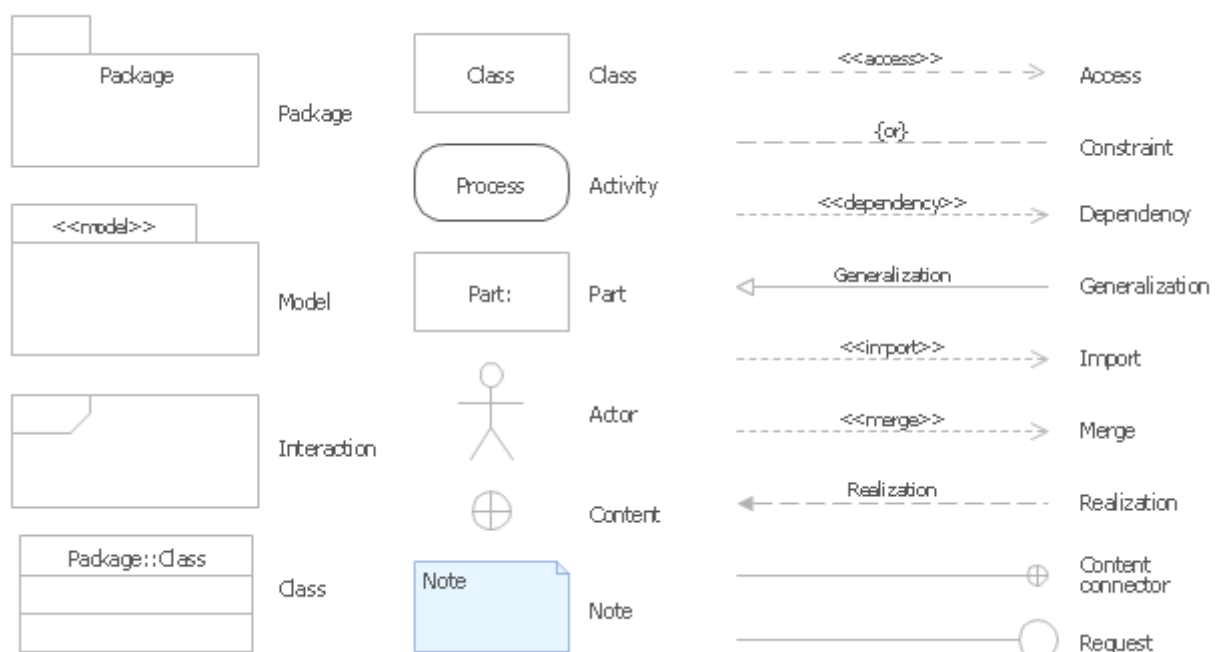 Package
Package
<<model>>
Model
Interaction
Package::Class
Class
Class
Class
Process
Activity
Part:
Part
Actor
Content
Note
Note
<<access>>
Access
{or}
Constraint
<<dependency>>
Dependency
Generalization
Generalization
<<import>>
Import
<<merge>>
Merge
Realization
Realization
Content
connector
Request